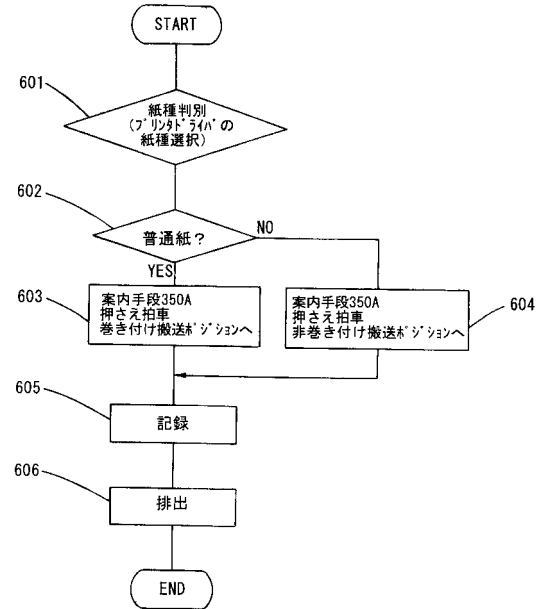 START
601
紙種判別
(プリンタドライバの
紙種選択)
602
普通紙?
NO
YES
603
案内手段350A
押さえ拍車
巻き付け搬送ポジションへ
案内手段350A
押さえ拍車
非巻き付け搬送ポジションへ
604
605
記録
606
排出
END